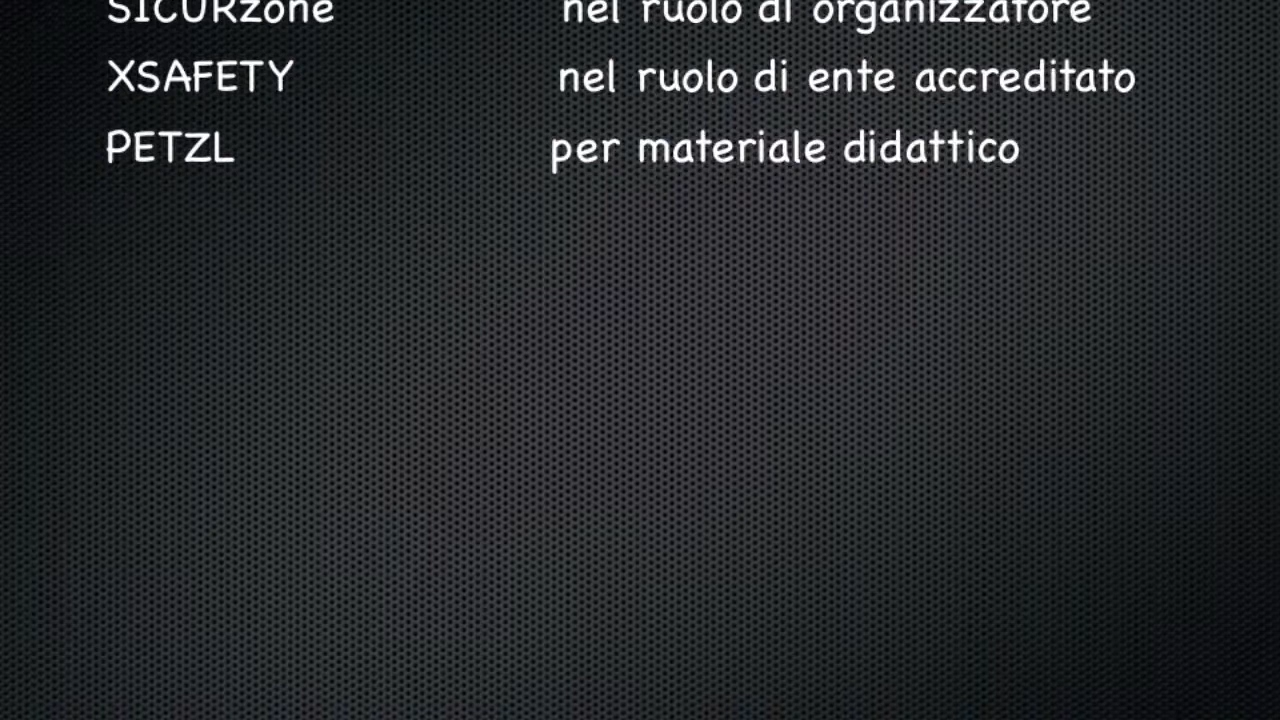 SICURzone nel ruolo di organizzatore
XSAFETY nel ruolo di ente accreditato
PETZL per materiale didattico